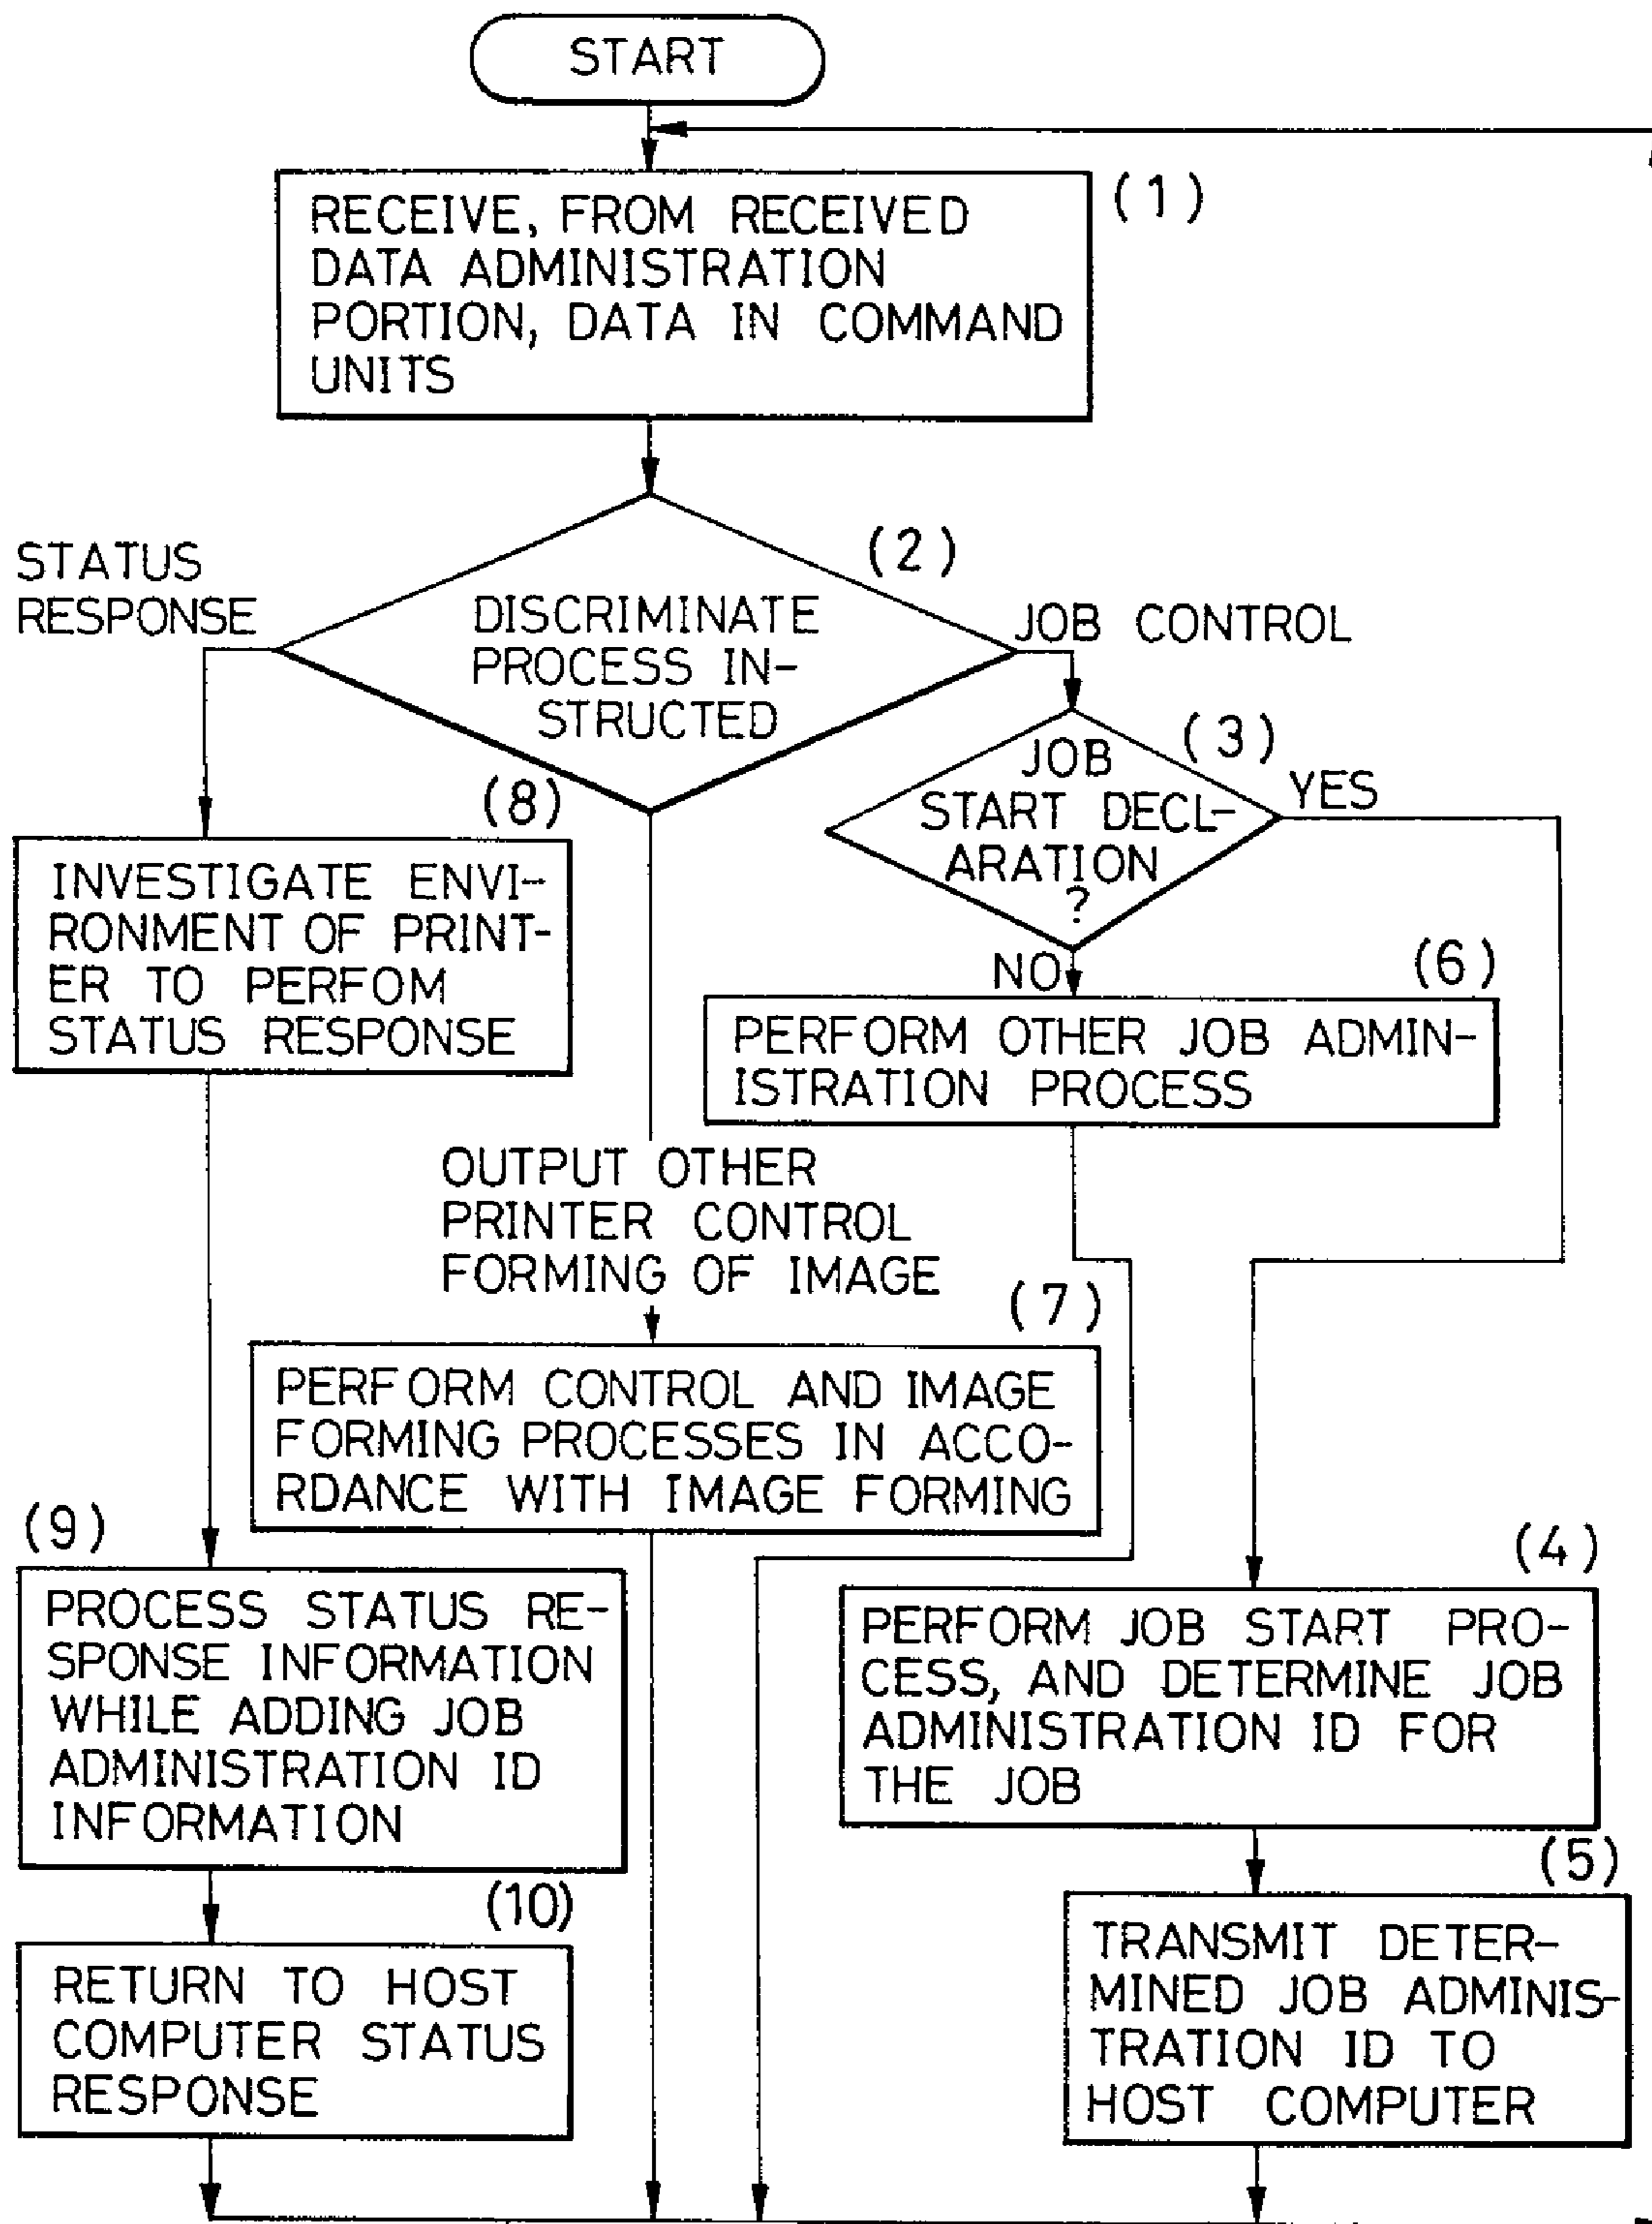 START
(1)
RECEIVE, FROM RECEIVED
DATA ADMINISTRATION
PORTION, DATA IN COMMAND
UNITS
(2)
STATUS
RESPONSE
DISCRIMINATE
PROCESS IN-
STRUCTED
JOB CONTROL
(3)
JOB
START DECL-
ARATION
?
YES
NO
(8)
INVESTIGATE ENVI-
RONMENT OF PRINT-
ER TO PERFOM
STATUS RESPONSE
(6)
PERFORM OTHER JOB ADMIN-
ISTRATION PROCESS
OUTPUT OTHER
PRINTER CONTROL
FORMING OF IMAGE
(7)
PERFORM CONTROL AND IMAGE
FORMING PROCESSES IN ACCO-
RDANCE WITH IMAGE FORMING
(9)
PROCESS STATUS RE-
SPONSE INFORMATION
WHILE ADDING JOB
ADMINISTRATION ID
INFORMATION
(4)
PERFORM JOB START PRO-
CESS, AND DETERMINE JOB
ADMINISTRATION ID FOR
THE JOB
(10)
RETURN TO HOST
COMPUTER STATUS
RESPONSE
(5)
TRANSMIT DETER-
MINED JOB ADMINIS-
TRATION ID TO
HOST COMPUTER